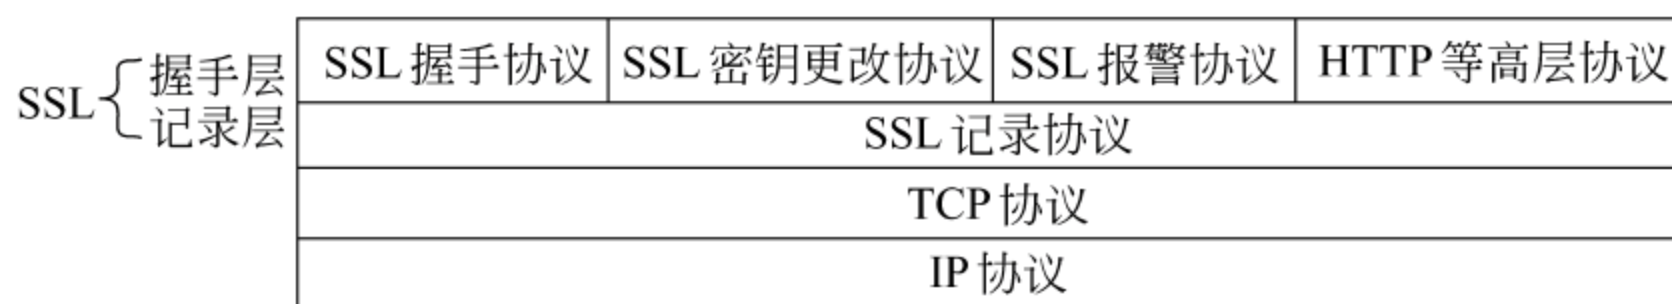 SSL 握手层
记录层
SSL 握手协议 SSL 密钥更改协议 SSL 报警协议 HTTP 等高层协议
SSL 记录协议
TCP 协议
IP 协议